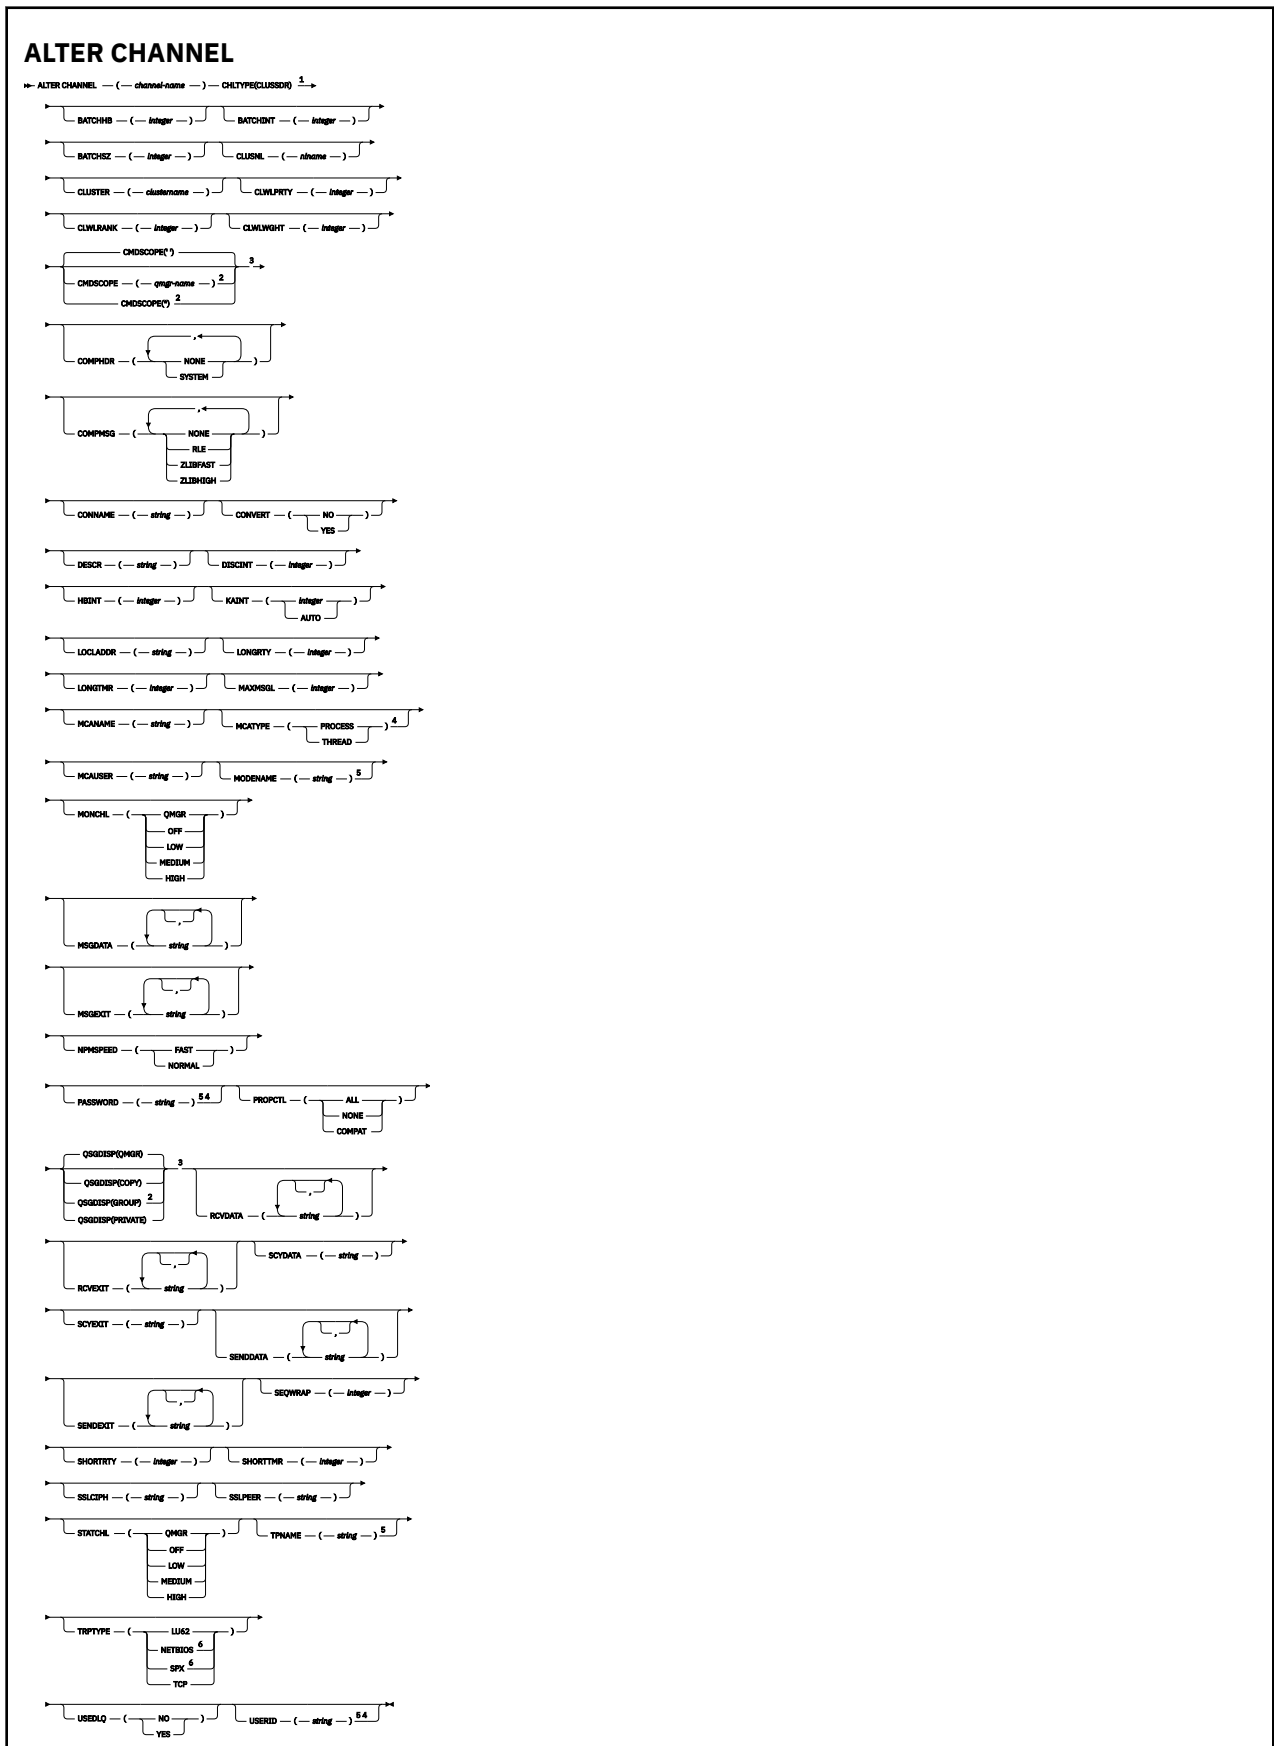 ALTER CHANNEL
ALTER CHANNEL ( channel-name ) CHLTYPE(CLUSSDR) 1
BATCHHB ( integer ) BATCHINT ( integer )
BATCHSZ ( integer ) CLUSNL ( nlname )
CLUSTER ( clustername ) CLWLPRTY ( integer )
CLWLRANK ( integer ) CLWLWGHT ( integer )
CMDSCOPE(' ')
3
CMDSCOPE ( qmgr-name ) 2
CMDSCOPE(*) 2
,
COMPHDR ( NONE )
SYSTEM
,
COMPMSG ( NONE )
RLE
ZLIBFAST
ZLIBHIGH
CONNAME ( string ) CONVERT ( NO )
YES
DESCR ( string ) DISCINT ( integer )
HBINT ( integer ) KAINT ( integer )
AUTO
LOCLADDR ( string ) LONGRTY ( integer )
LONGTMR ( integer ) MAXMSGL ( integer )
MCANAME ( string ) MCATYPE ( PROCESS ) 4
THREAD
MCAUSER ( string ) MODENAME ( string ) 5
MONCHL ( QMGR )
OFF
LOW
MEDIUM
HIGH
,
MSGDATA ( string )
,
MSGEXIT ( string )
NPMSPEED ( FAST )
NORMAL
PASSWORD ( string ) 5 4 PROPCTL ( ALL )
NONE
COMPAT
QSGDISP(QMGR)
3
QSGDISP(COPY)
QSGDISP(GROUP) 2
QSGDISP(PRIVATE)
,
RCVDATA ( string )
,
RCVEXIT ( string ) SCYDATA ( string )
SCYEXIT ( string )
,
SENDDATA ( string )
,
SENDEXIT ( string ) SEQWRAP ( integer )
SHORTRTY ( integer ) SHORTTMR ( integer )
SSLCIPH ( string ) SSLPEER ( string )
STATCHL ( QMGR ) TPNAME ( string ) 5
OFF
LOW
MEDIUM
HIGH
TRPTYPE ( LU62 )
NETBIOS 6
SPX 6
TCP
USEDLQ ( NO ) USERID ( string ) 5 4
YES